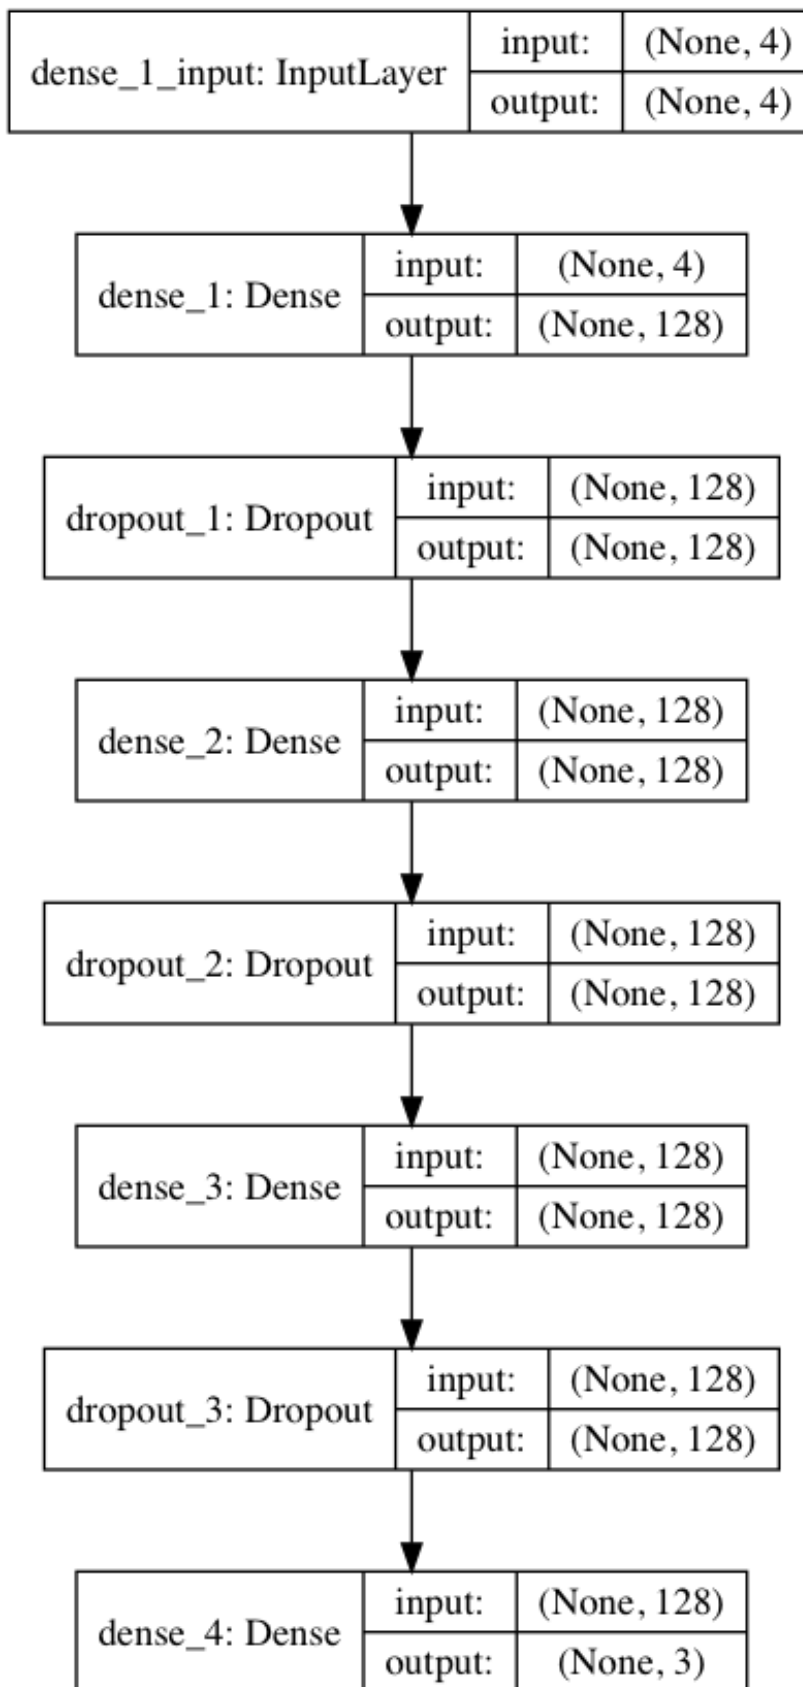 dense_1_input: InputLayer
input: (None, 4)
output: (None, 4)
dense_1: Dense
input: (None, 4)
output: (None, 128)
dropout_1: Dropout
input: (None, 128)
output: (None, 128)
dense_2: Dense
input: (None, 128)
output: (None, 128)
dropout_2: Dropout
input: (None, 128)
output: (None, 128)
dense_3: Dense
input: (None, 128)
output: (None, 128)
dropout_3: Dropout
input: (None, 128)
output: (None, 128)
dense_4: Dense
input: (None, 128)
output: (None, 3)